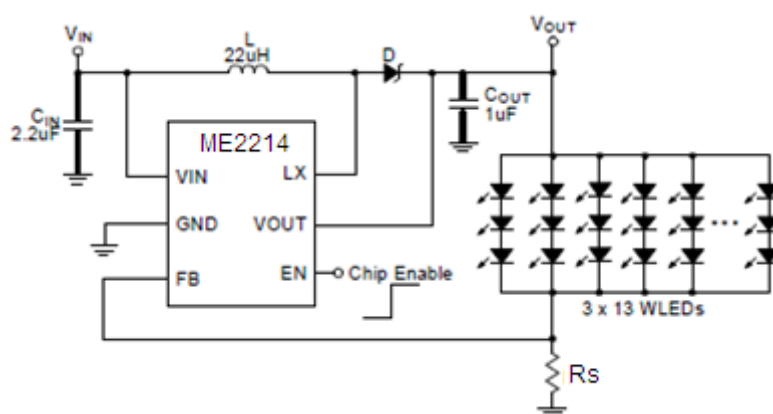 VIN
L
22uH
D
VOUT
CIN
2.2uF
COUT
1uF
ME2214
VIN
LX
GND
VOUT
FB
EN
Chip Enable
3 x 13 WLEDs
Rs